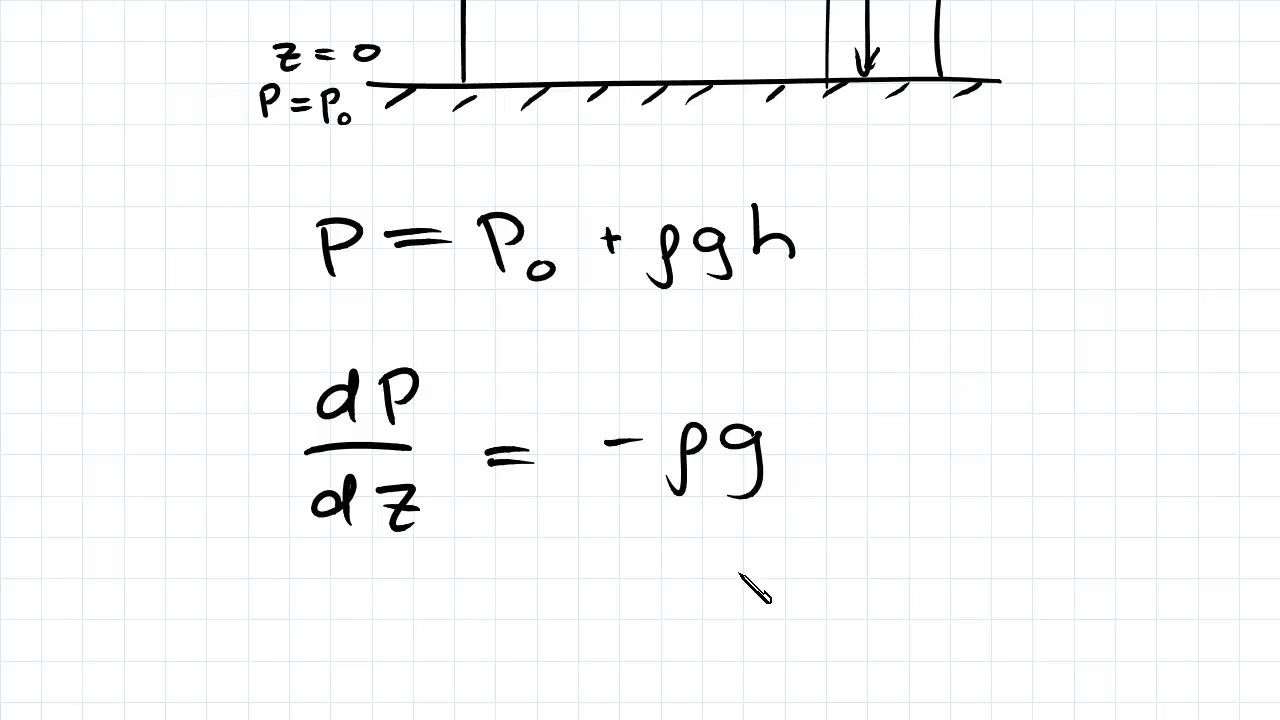 z = 0
P = P₀
P = P₀ + ρgh
dP
dz = - ρg